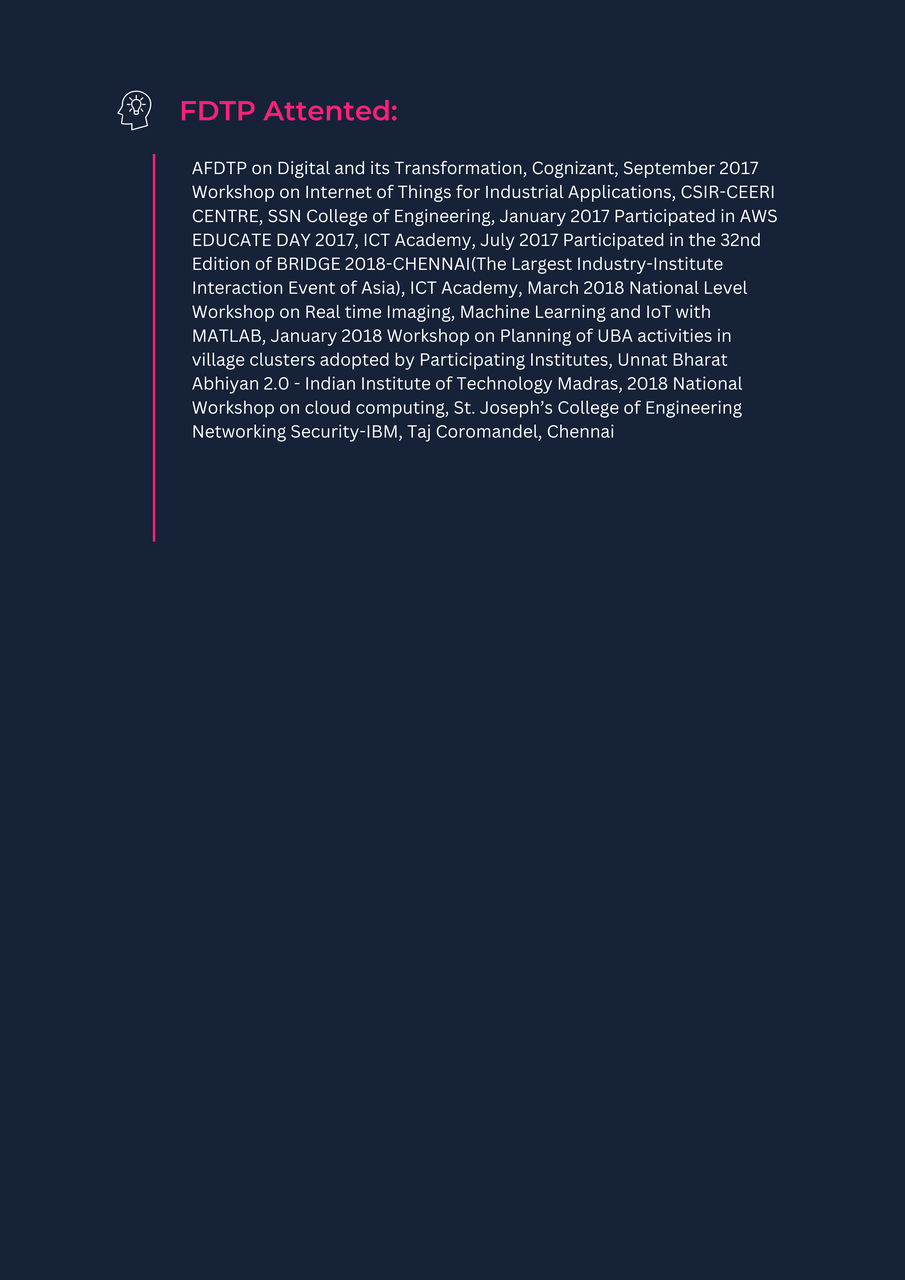 FDTP Attented:
AFDTP on Digital and its Transformation, Cognizant, September 2017
Workshop on Internet of Things for Industrial Applications, CSIR-CEERI
CENTRE, SSN College of Engineering, January 2017 Participated in AWS
EDUCATE DAY 2017, ICT Academy, July 2017 Participated in the 32nd
Edition of BRIDGE 2018-CHENNAI(The Largest Industry-Institute
Interaction Event of Asia), ICT Academy, March 2018 National Level
Workshop on Real time Imaging, Machine Learning and IoT with
MATLAB, January 2018 Workshop on Planning of UBA activities in
village clusters adopted by Participating Institutes, Unnat Bharat
Abhiyan 2.0 - Indian Institute of Technology Madras, 2018 National
Workshop on cloud computing, St. Joseph’s College of Engineering
Networking Security-IBM, Taj Coromandel, Chennai